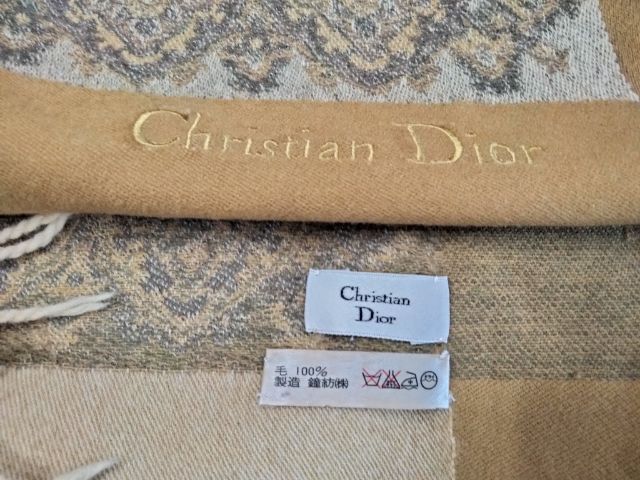 Christian Dior
Christian
Dior
毛 100%
製造 鐘紡㈱